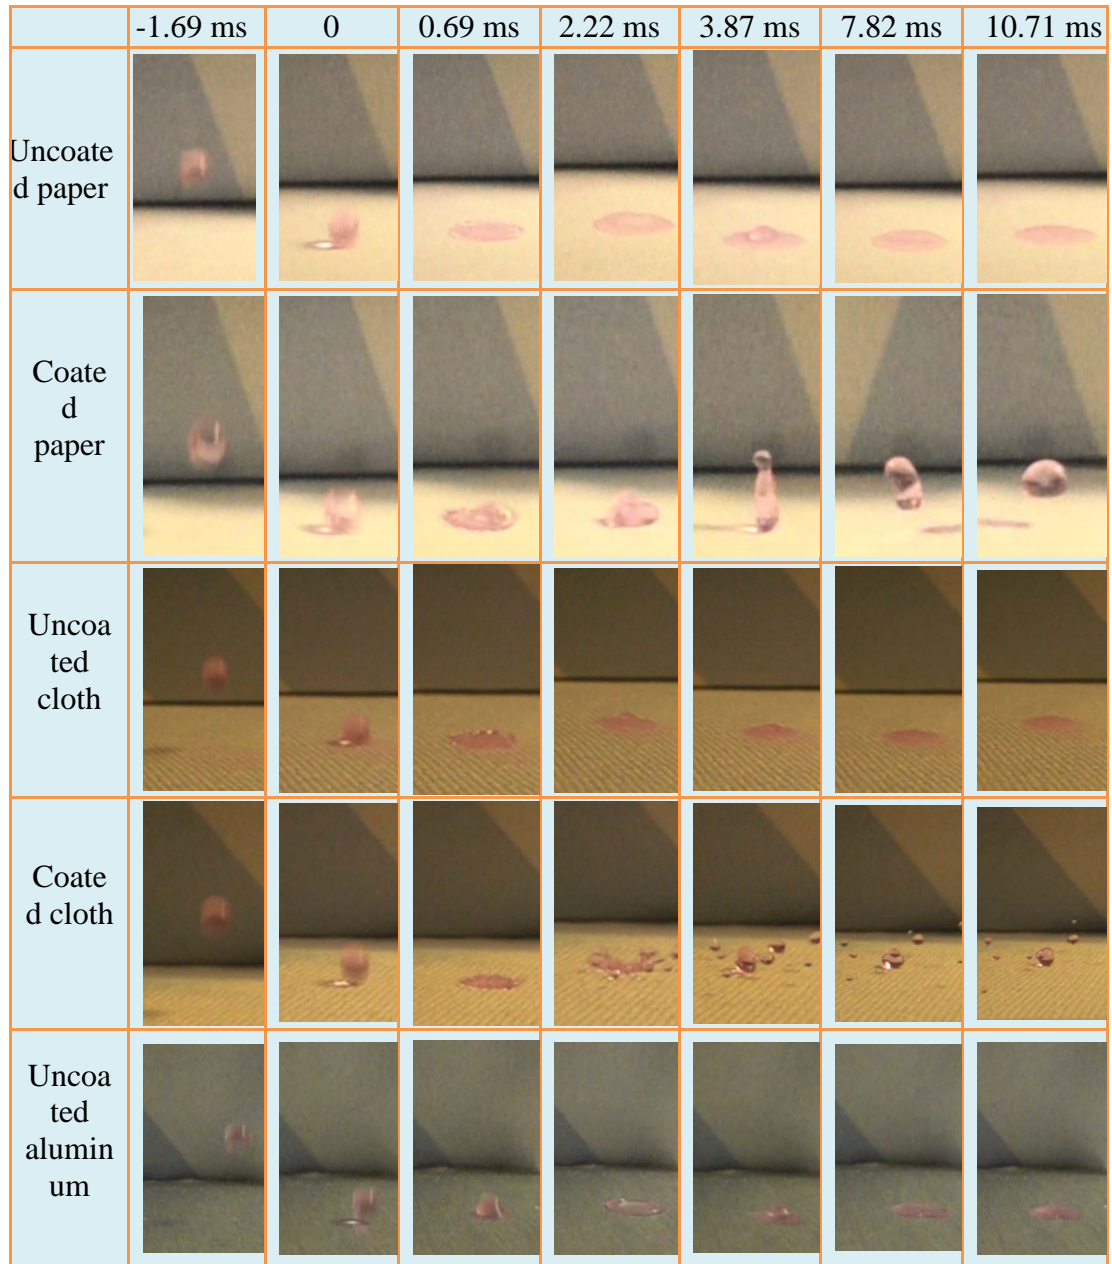 -1.69 ms 0 0.69 ms 2.22 ms 3.87 ms 7.82 ms 10.71 ms
Uncoate
d paper
Coate
d
paper
Uncoa
ted
cloth
Coate
d cloth
Uncoa
ted
alumin
um